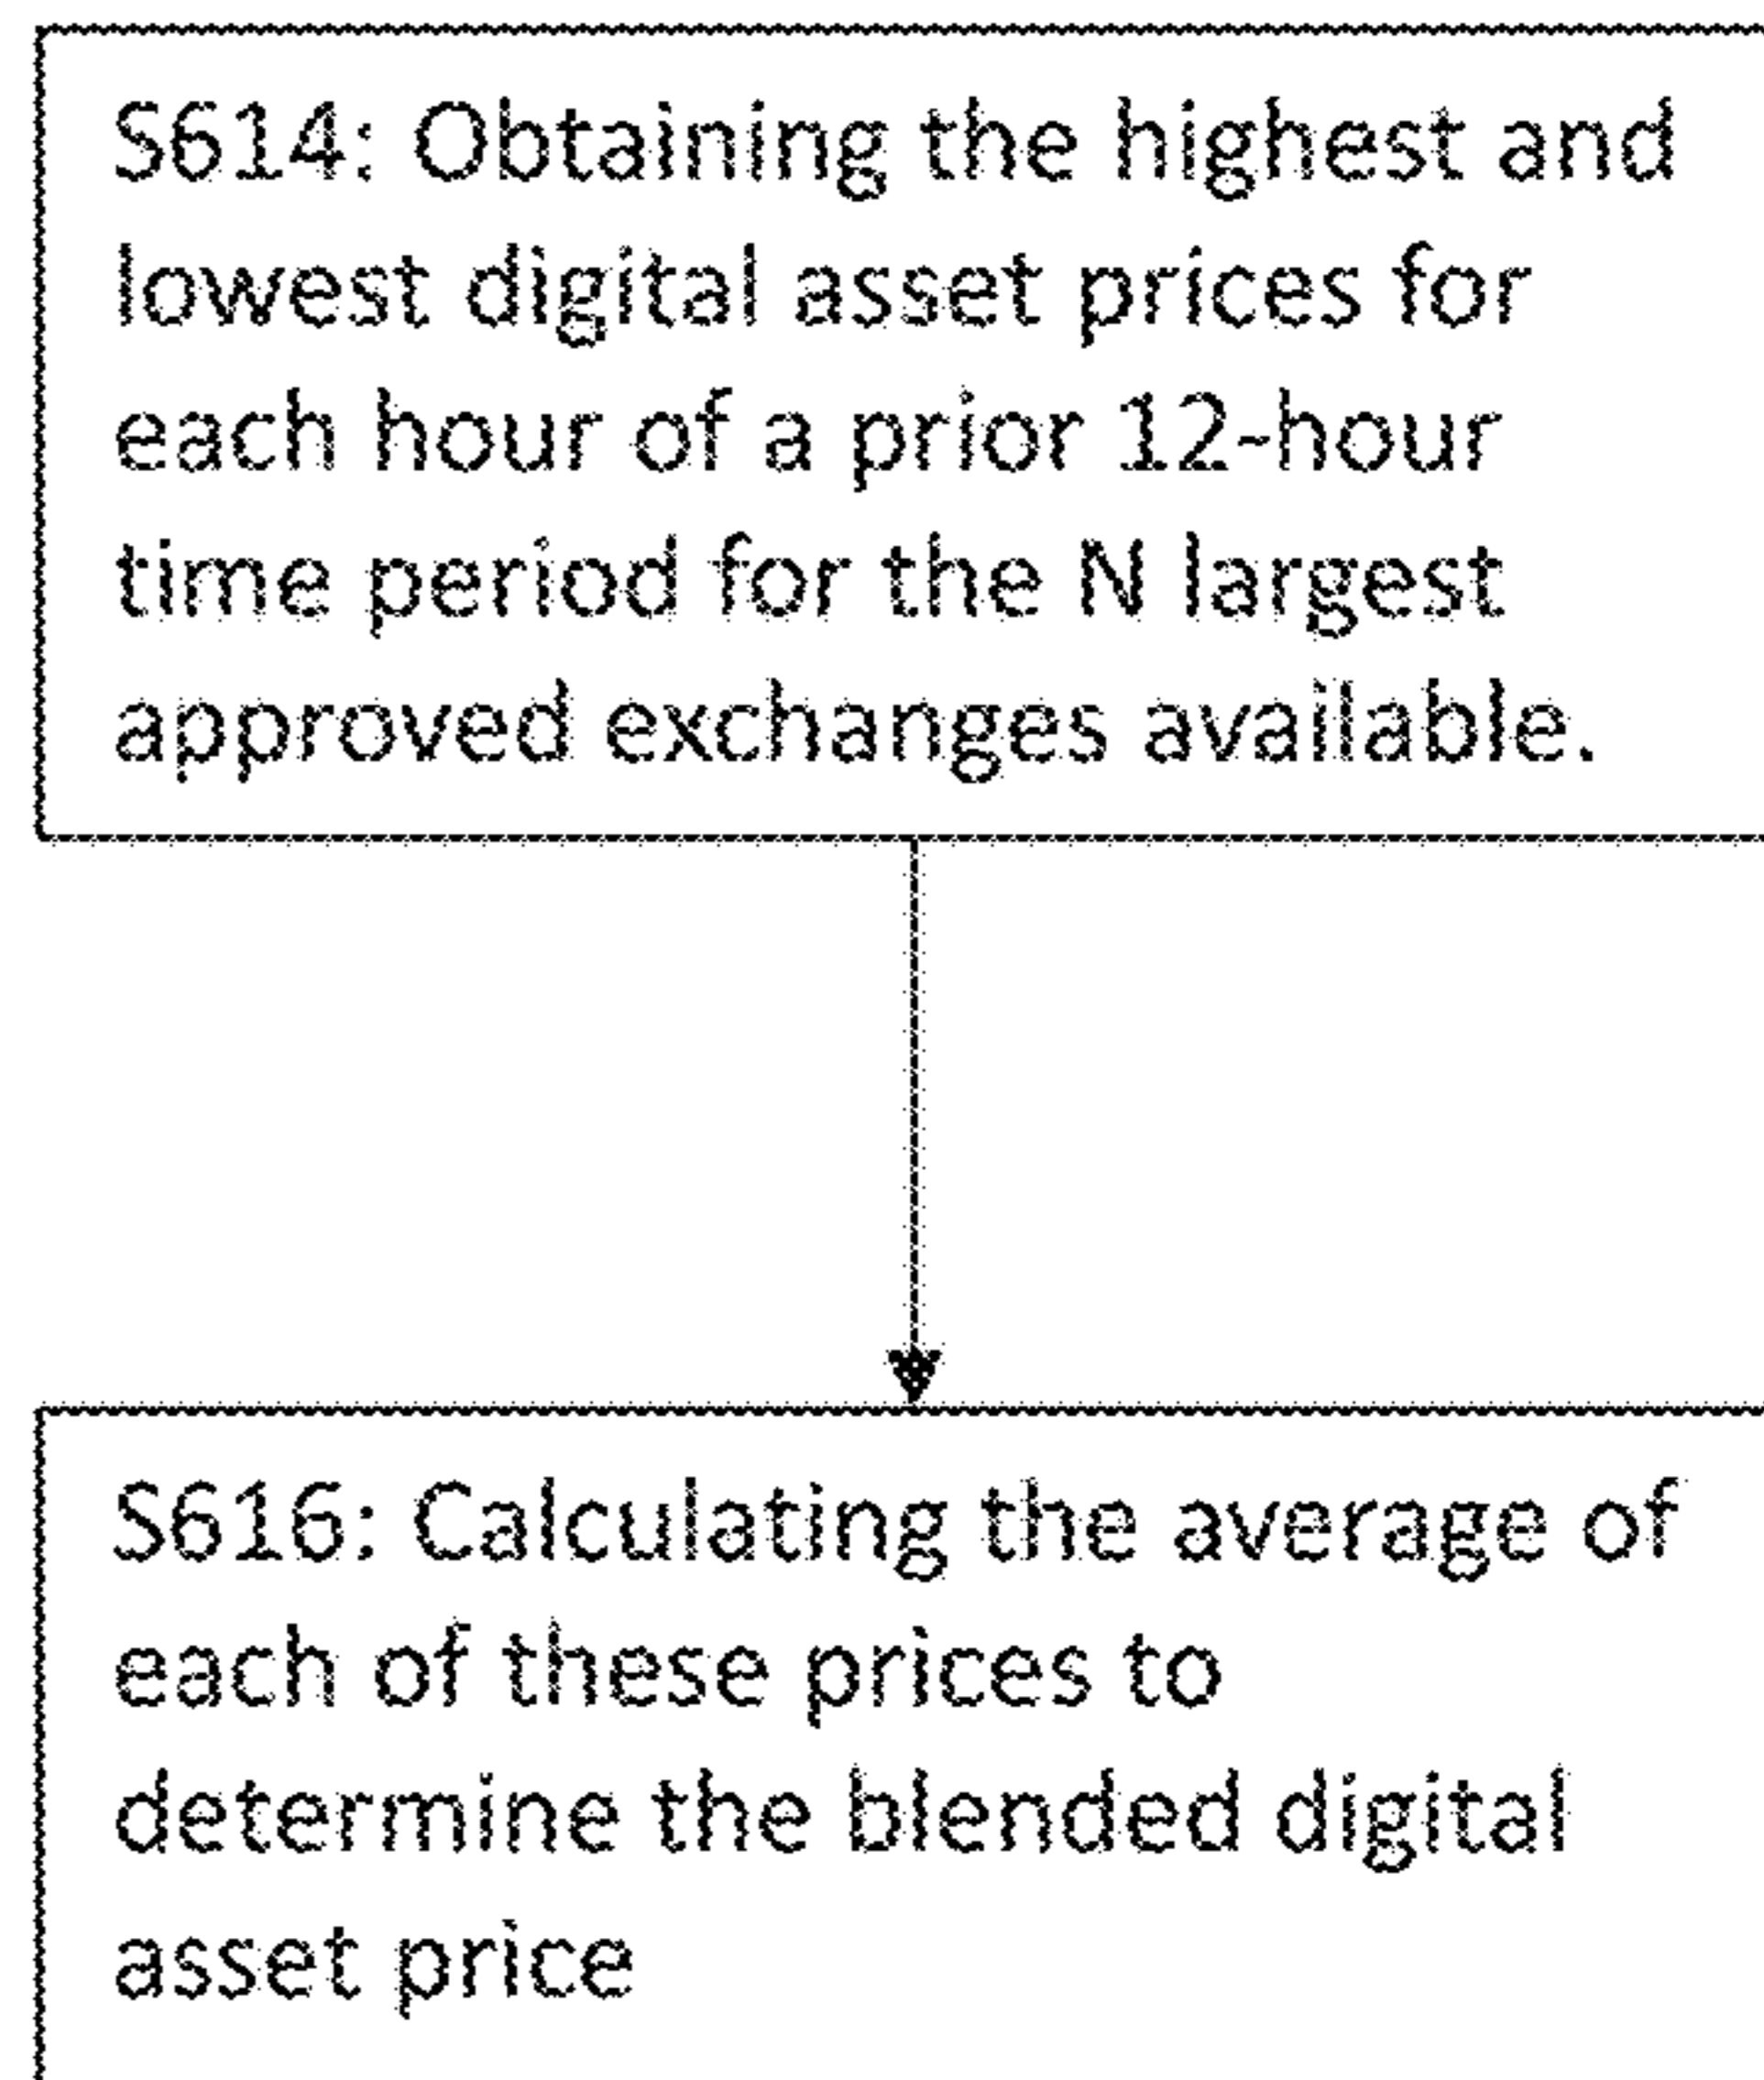 S614: Obtaining the highest and
lowest digital asset prices for
each hour of a prior 12-hour
time period for the N largest
approved exchanges available.
S616: Calculating the average of
each of these prices to
determine the blended digital
asset price